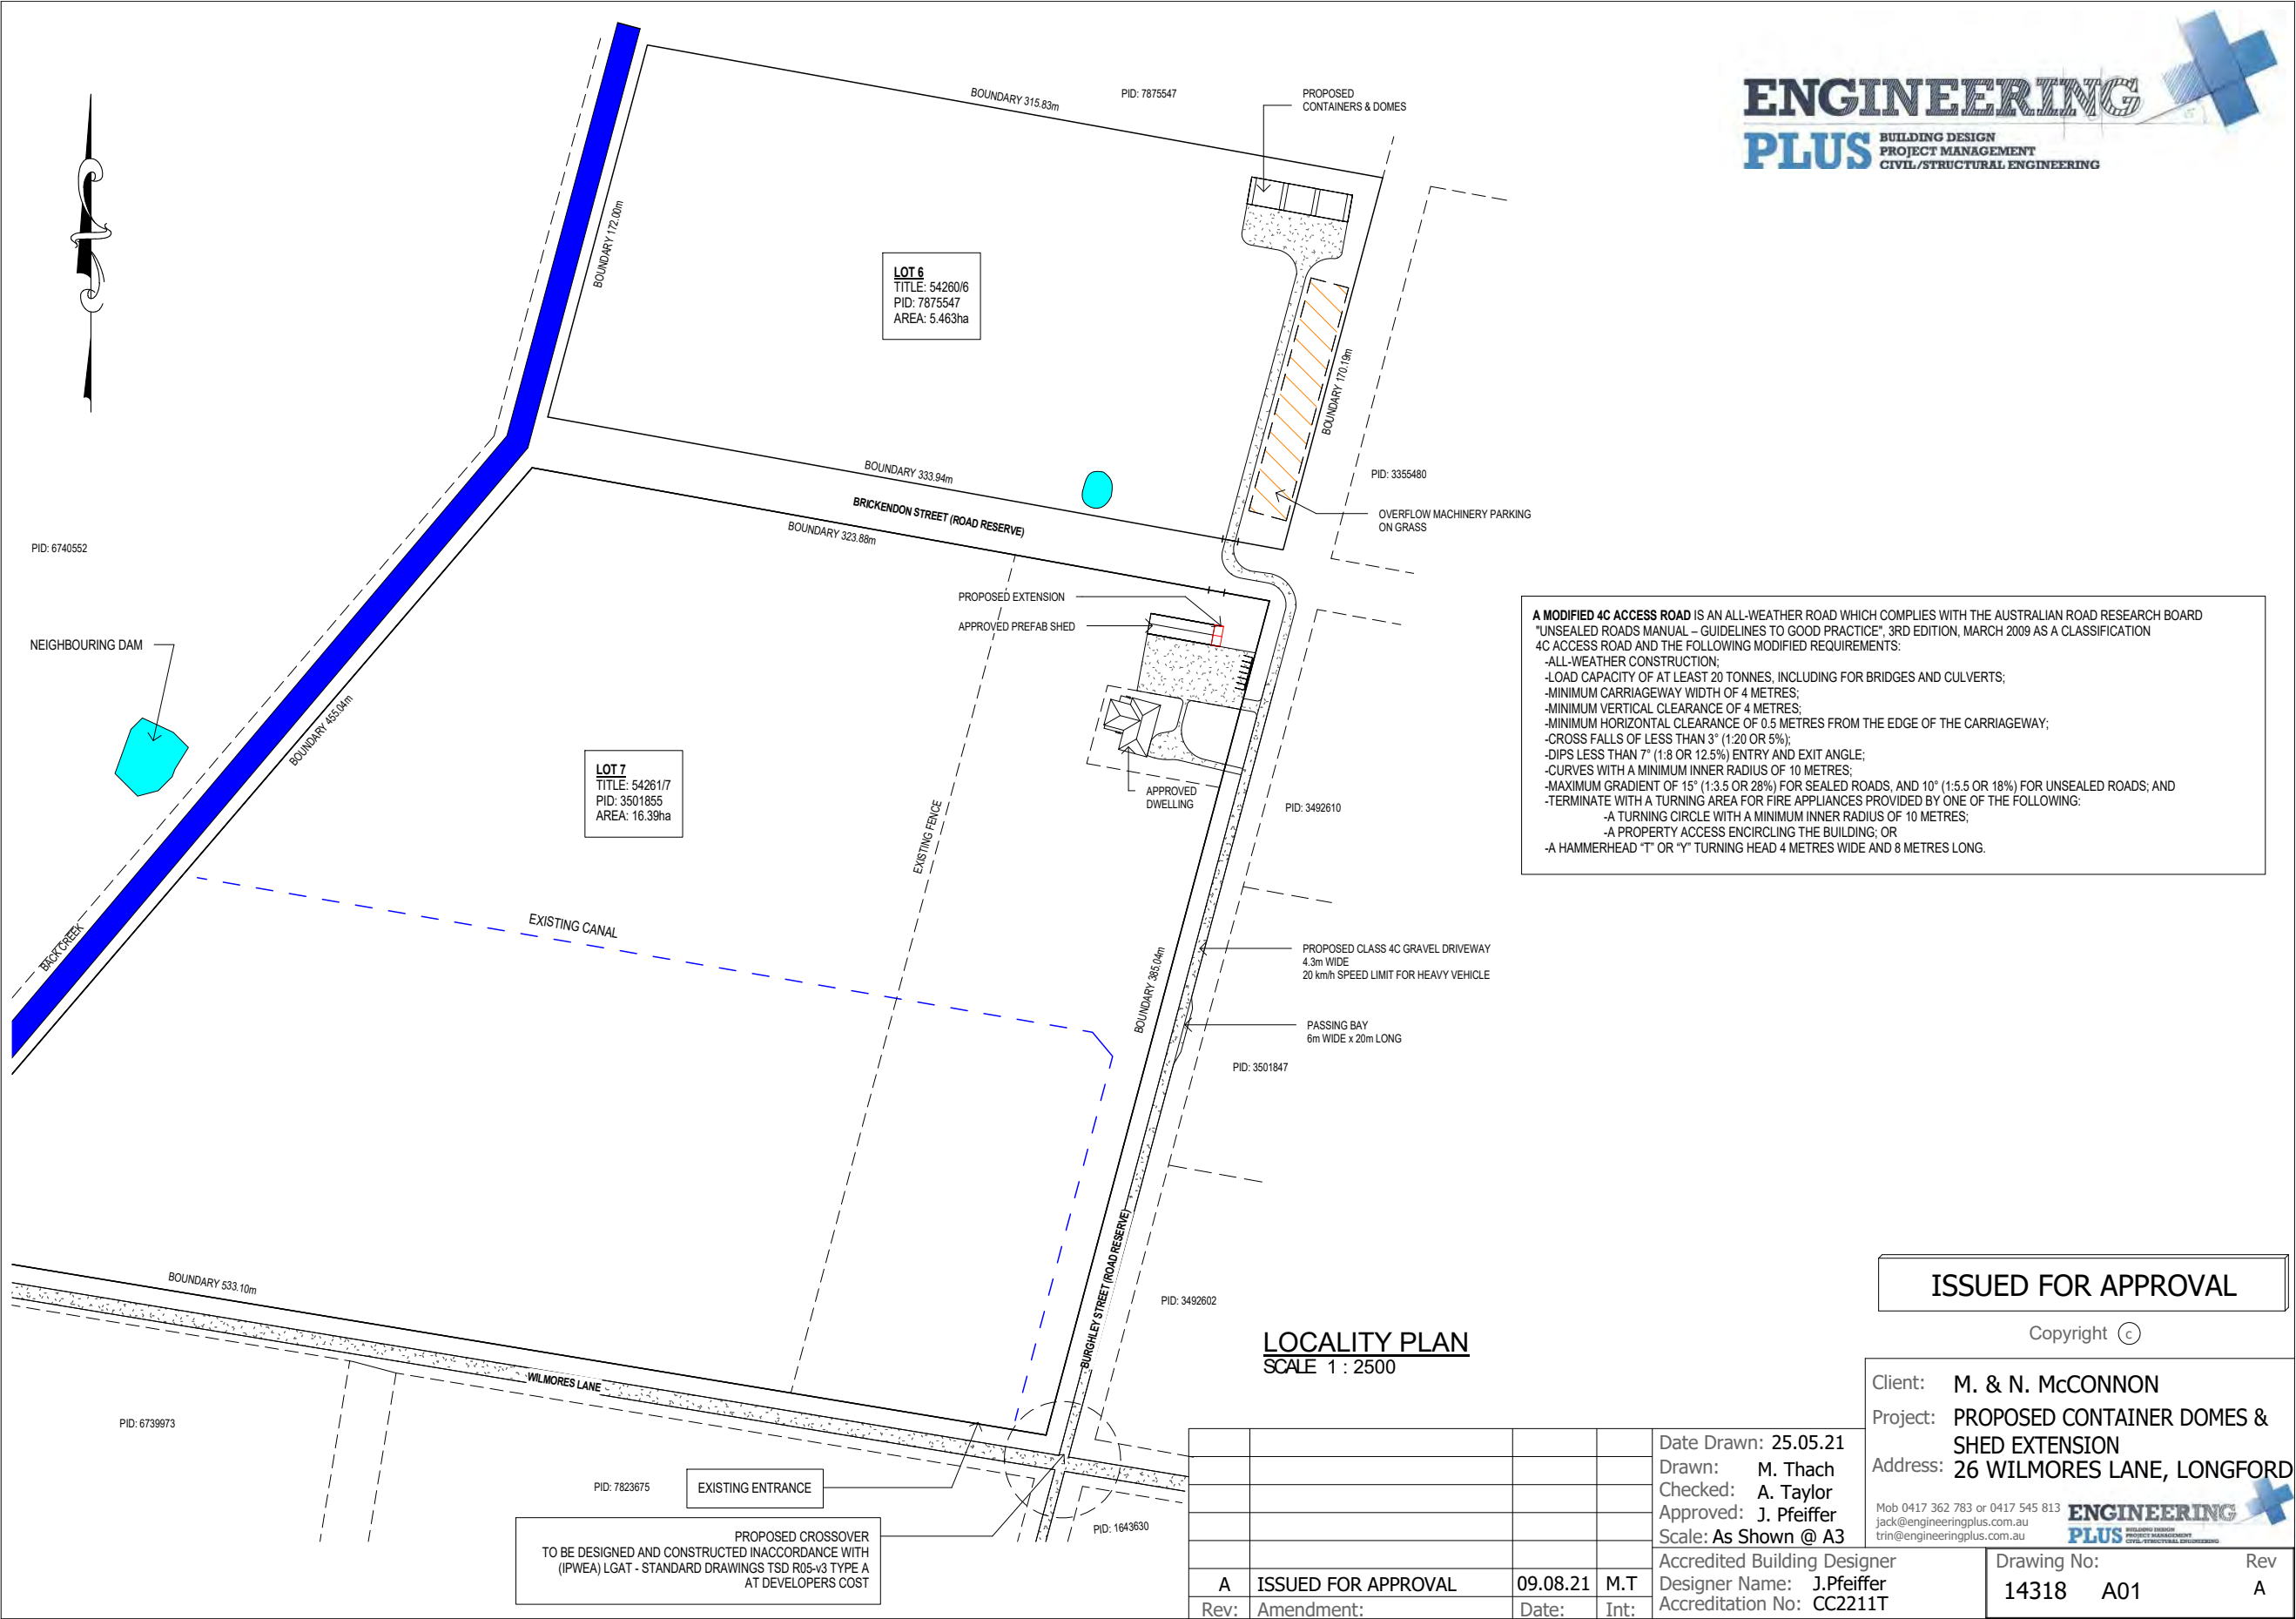 ENGINEERING
PLUS
BUILDING DESIGN
PROJECT MANAGEMENT
CIVIL/STRUCTURAL ENGINEERING
BOUNDARY 315.83m
PID: 7875547
PROPOSED
CONTAINERS & DOMES
BOUNDARY 172.00m
LOT 6
TITLE: 54260/6
PID: 7875547
AREA: 5.463ha
BOUNDARY 170.19m
BOUNDARY 333.94m
BRICKENDON STREET (ROAD RESERVE)
BOUNDARY 323.88m
PID: 3355480
OVERFLOW MACHINERY PARKING
ON GRASS
PID: 6740552
PROPOSED EXTENSION
APPROVED PREFAB SHED
NEIGHBOURING DAM
BOUNDARY 455.04m
LOT 7
TITLE: 54261/7
PID: 3501855
AREA: 16.39ha
APPROVED
DWELLING
PID: 3492610
EXISTING FENCE
EXISTING CANAL
BACK CREEK
BOUNDARY 385.04m
PROPOSED CLASS 4C GRAVEL DRIVEWAY
4.3m WIDE
20 km/h SPEED LIMIT FOR HEAVY VEHICLE
PASSING BAY
6m WIDE x 20m LONG
PID: 3501847
A MODIFIED 4C ACCESS ROAD IS AN ALL-WEATHER ROAD WHICH COMPLIES WITH THE AUSTRALIAN ROAD RESEARCH BOARD
"UNSEALED ROADS MANUAL – GUIDELINES TO GOOD PRACTICE", 3RD EDITION, MARCH 2009 AS A CLASSIFICATION
4C ACCESS ROAD AND THE FOLLOWING MODIFIED REQUIREMENTS:
-ALL-WEATHER CONSTRUCTION;
-LOAD CAPACITY OF AT LEAST 20 TONNES, INCLUDING FOR BRIDGES AND CULVERTS;
-MINIMUM CARRIAGEWAY WIDTH OF 4 METRES;
-MINIMUM VERTICAL CLEARANCE OF 4 METRES;
-MINIMUM HORIZONTAL CLEARANCE OF 0.5 METRES FROM THE EDGE OF THE CARRIAGEWAY;
-CROSS FALLS OF LESS THAN 3° (1:20 OR 5%);
-DIPS LESS THAN 7° (1:8 OR 12.5%) ENTRY AND EXIT ANGLE;
-CURVES WITH A MINIMUM INNER RADIUS OF 10 METRES;
-MAXIMUM GRADIENT OF 15° (1:3.5 OR 28%) FOR SEALED ROADS, AND 10° (1:5.5 OR 18%) FOR UNSEALED ROADS; AND
-TERMINATE WITH A TURNING AREA FOR FIRE APPLIANCES PROVIDED BY ONE OF THE FOLLOWING:
-A TURNING CIRCLE WITH A MINIMUM INNER RADIUS OF 10 METRES;
-A PROPERTY ACCESS ENCIRCLING THE BUILDING; OR
-A HAMMERHEAD “T” OR “Y” TURNING HEAD 4 METRES WIDE AND 8 METRES LONG.
BOUNDARY 533.10m
WILMORES LANE
BURGHLEY STREET (ROAD RESERVE)
PID: 3492602
PID: 6739973
PID: 7823675
EXISTING ENTRANCE
PROPOSED CROSSOVER
TO BE DESIGNED AND CONSTRUCTED INACCORDANCE WITH
(IPWEA) LGAT - STANDARD DRAWINGS TSD R05-v3 TYPE A
AT DEVELOPERS COST
PID: 1643630
LOCALITY PLAN
SCALE 1 : 2500
ISSUED FOR APPROVAL
Copyright c
Client: M. & N. McCONNON
Project: PROPOSED CONTAINER DOMES &
SHED EXTENSION
Address: 26 WILMORES LANE, LONGFORD
Mob 0417 362 783 or 0417 545 813
jack@engineeringplus.com.au
trin@engineeringplus.com.au
ENGINEERING
PLUS
BUILDING DESIGN
PROJECT MANAGEMENT
CIVIL/STRUCTURAL ENGINEERING
Date Drawn: 25.05.21
Drawn: M. Thach
Checked: A. Taylor
Approved: J. Pfeiffer
Scale: As Shown @ A3
Accredited Building Designer
Designer Name: J.Pfeiffer
Accreditation No: CC2211T
Drawing No: Rev
14318 A01 A
A ISSUED FOR APPROVAL 09.08.21 M.T
Rev: Amendment: Date: Int: